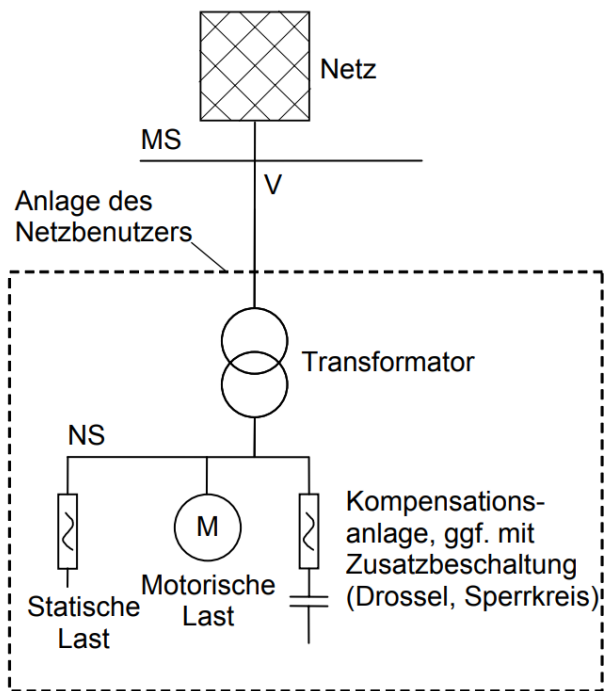 Netz
MS
V
Anlage des
Netzbenutzers
Transformator
NS
M
Statische
Last
Motorische
Last
Kompensations-
anlage, ggf. mit
Zusatzbeschaltung
(Drossel, Sperrkreis)